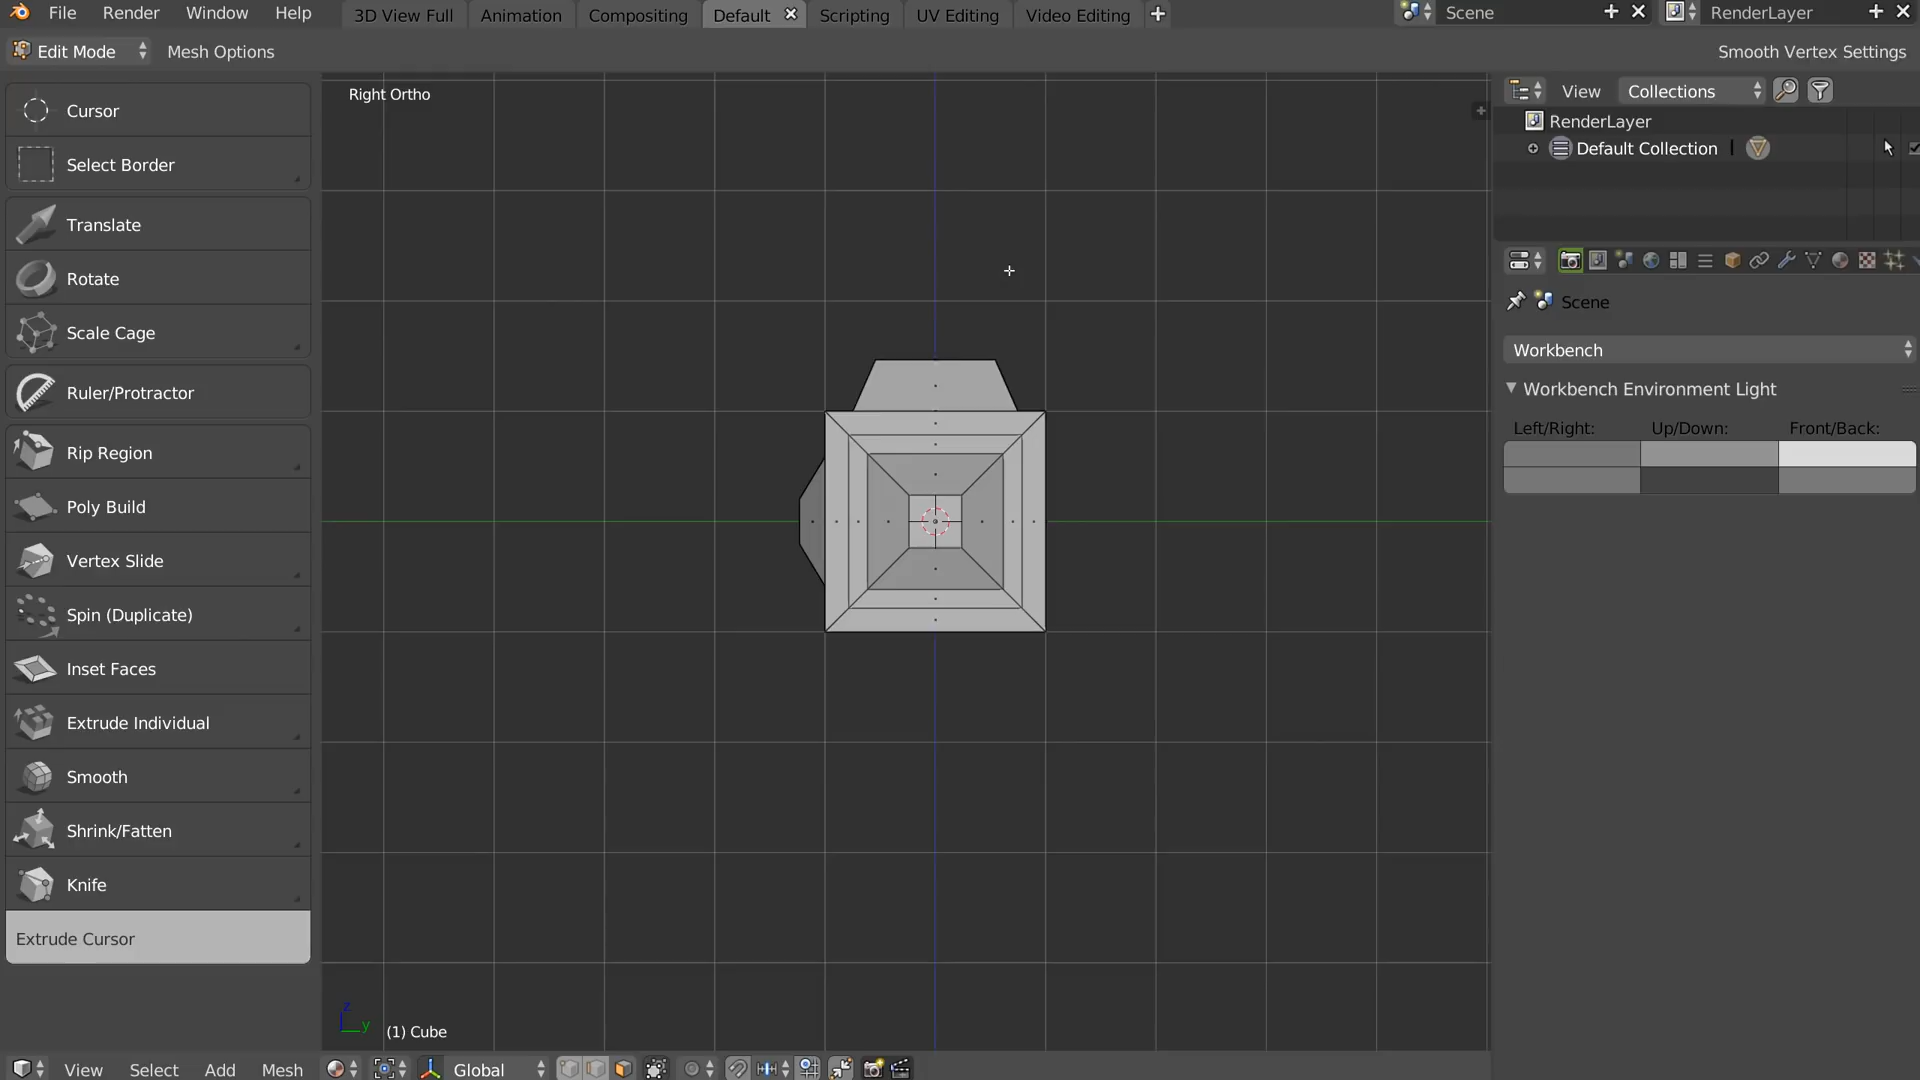 File Render Window Help 3D View Full Animation Compositing Default Scripting UV Editing Video Editing Scene RenderLayer
Edit Mode Mesh Options Smooth Vertex Settings
Cursor
Select Border
Translate
Rotate
Scale Cage
Ruler/Protractor
Rip Region
Poly Build
Vertex Slide
Spin (Duplicate)
Inset Faces
Extrude Individual
Smooth
Shrink/Fatten
Knife
Extrude Cursor
Right Ortho
z
y
(1) Cube
View Select Add Mesh Global
View Collections
RenderLayer
Default Collection
Scene
Workbench
Workbench Environment Light
Left/Right: Up/Down: Front/Back: